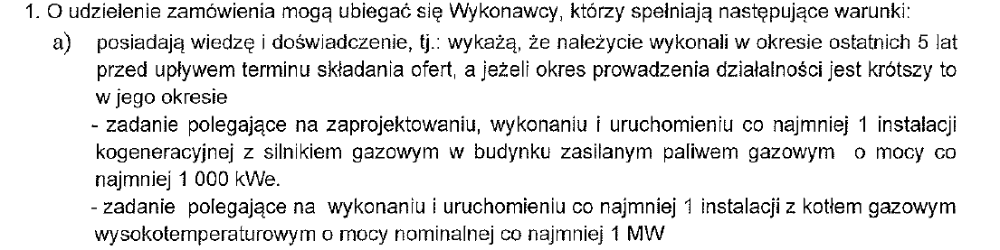 1. O udzielenie zamówienia mogą ubiegać się Wykonawcy, którzy spełniają następujące warunki:
a) posiadają wiedzę i doświadczenie, tj.: wykażą, że należycie wykonali w okresie ostatnich 5 lat
przed upływem terminu składania ofert, a jeżeli okres prowadzenia działalności jest krótszy to
w jego okresie
- zadanie polegające na zaprojektowaniu, wykonaniu i uruchomieniu co najmniej 1 instalacji
kogeneracyjnej z silnikiem gazowym w budynku zasilanym paliwem gazowym o mocy co
najmniej 1 000 kWe.
- zadanie polegające na wykonaniu i uruchomieniu co najmniej 1 instalacji z kotłem gazowym
wysokotemperaturowym o mocy nominalnej co najmniej 1 MW